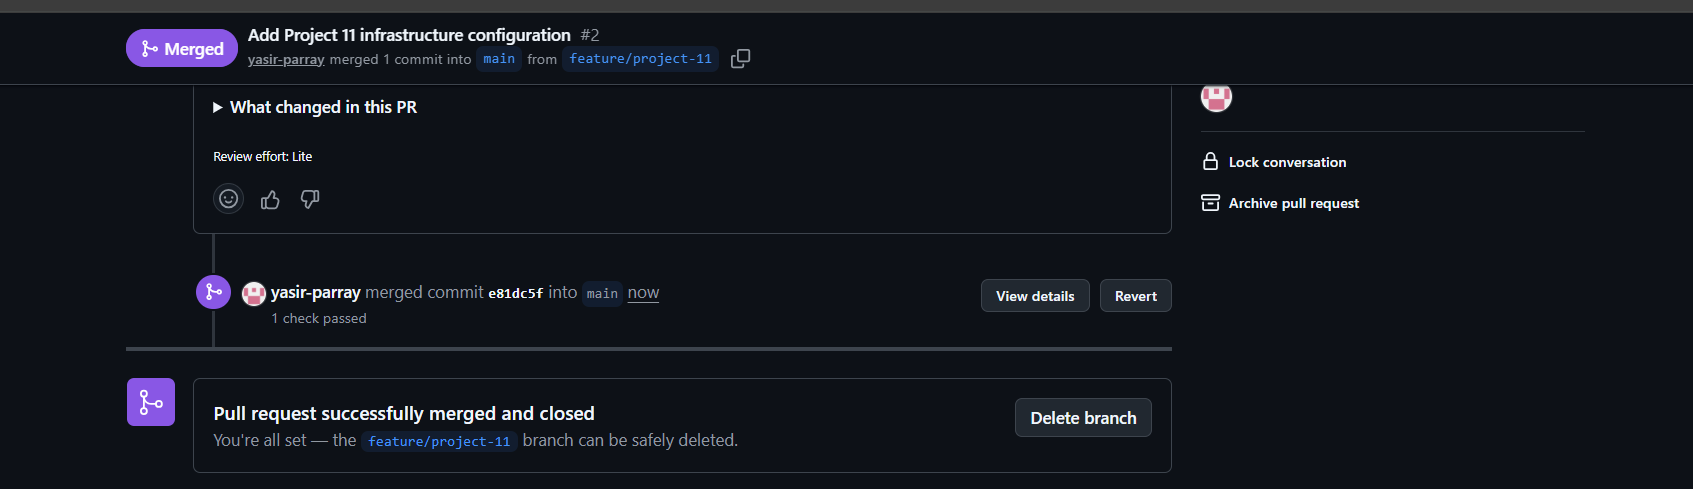 Merged
Add Project 11 infrastructure configuration #2
yasir-parray merged 1 commit into main from feature/project-11
What changed in this PR
Review effort: Lite
Lock conversation
Archive pull request
yasir-parray merged commit e81dc5f into main now
1 check passed
View details
Revert
Pull request successfully merged and closed
You're all set — the feature/project-11 branch can be safely deleted.
Delete branch